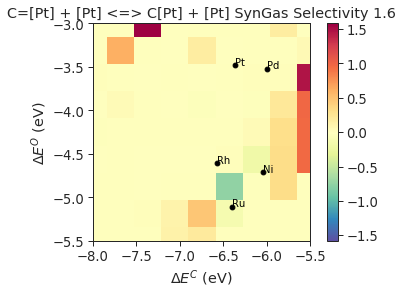 C=[Pt] + [Pt] <=> C[Pt] + [Pt] SynGas Selectivity 1.6
−3.0
−3.5
−4.0
−4.5
−5.0
−5.5
ΔE^O (eV)
Pt
Pd
Rh
Ni
Ru
−8.0 −7.5 −7.0 −6.5 −6.0 −5.5
ΔE^C (eV)
1.5
1.0
0.5
0.0
−0.5
−1.0
−1.5